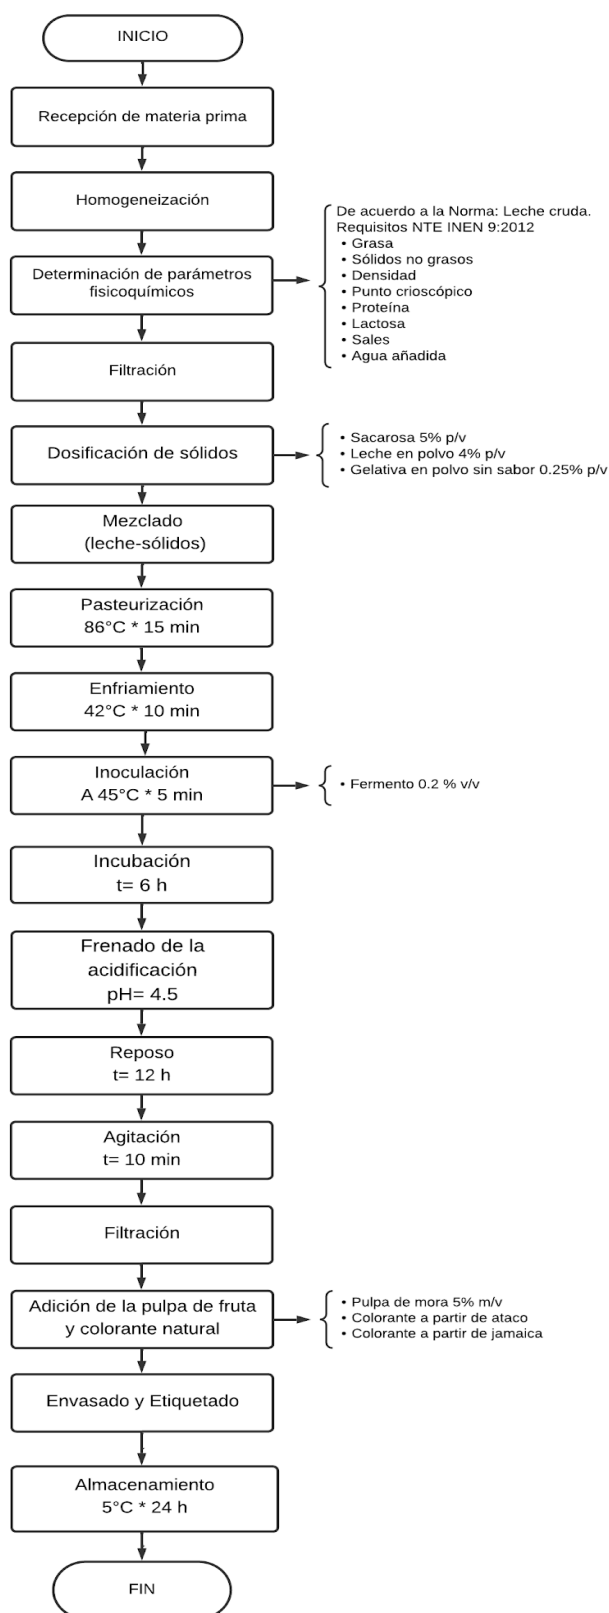 INICIO
Recepción de materia prima
Homogeneización
Determinación de parámetros
fisicoquímicos
De acuerdo a la Norma: Leche cruda.
Requisitos NTE INEN 9:2012
• Grasa
• Sólidos no grasos
• Densidad
• Punto crioscópico
• Proteína
• Lactosa
• Sales
• Agua añadida
Filtración
Dosificación de sólidos
• Sacarosa 5% p/v
• Leche en polvo 4% p/v
• Gelativa en polvo sin sabor 0.25% p/v
Mezclado
(leche-sólidos)
Pasteurización
86°C * 15 min
Enfriamiento
42°C * 10 min
Inoculación
A 45°C * 5 min
• Fermento 0.2 % v/v
Incubación
t= 6 h
Frenado de la
acidificación
pH= 4.5
Reposo
t= 12 h
Agitación
t= 10 min
Filtración
Adición de la pulpa de fruta
y colorante natural
• Pulpa de mora 5% m/v
• Colorante a partir de ataco
• Colorante a partir de jamaica
Envasado y Etiquetado
Almacenamiento
5°C * 24 h
FIN